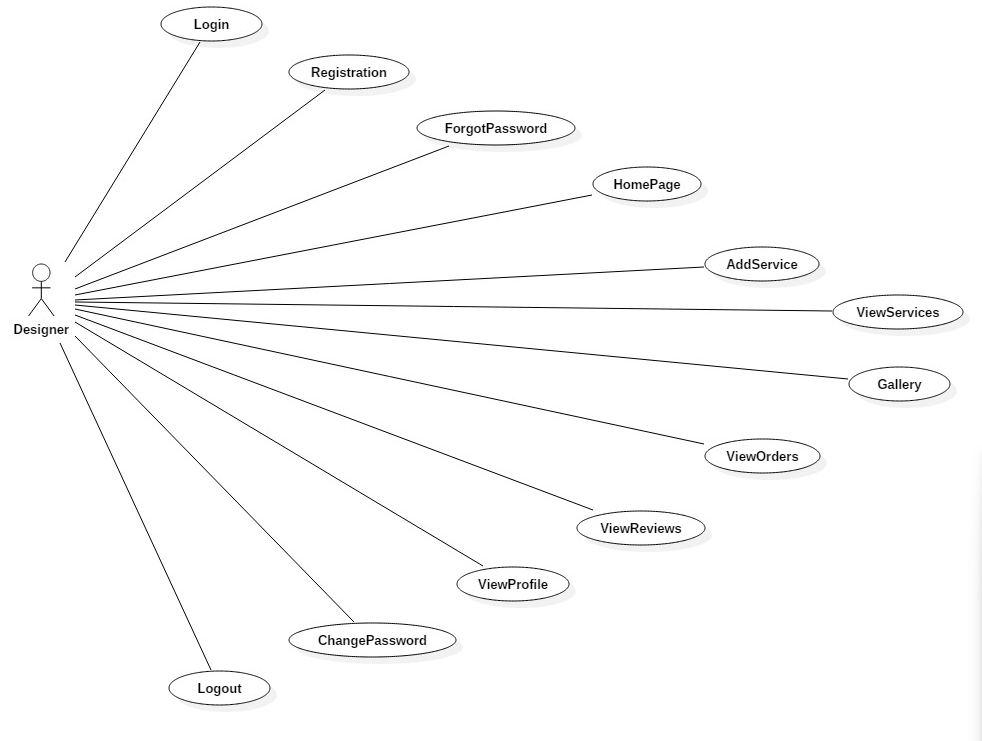 Login
Registration
ForgotPassword
HomePage
AddService
ViewServices
Designer
Gallery
ViewOrders
ViewReviews
ViewProfile
ChangePassword
Logout